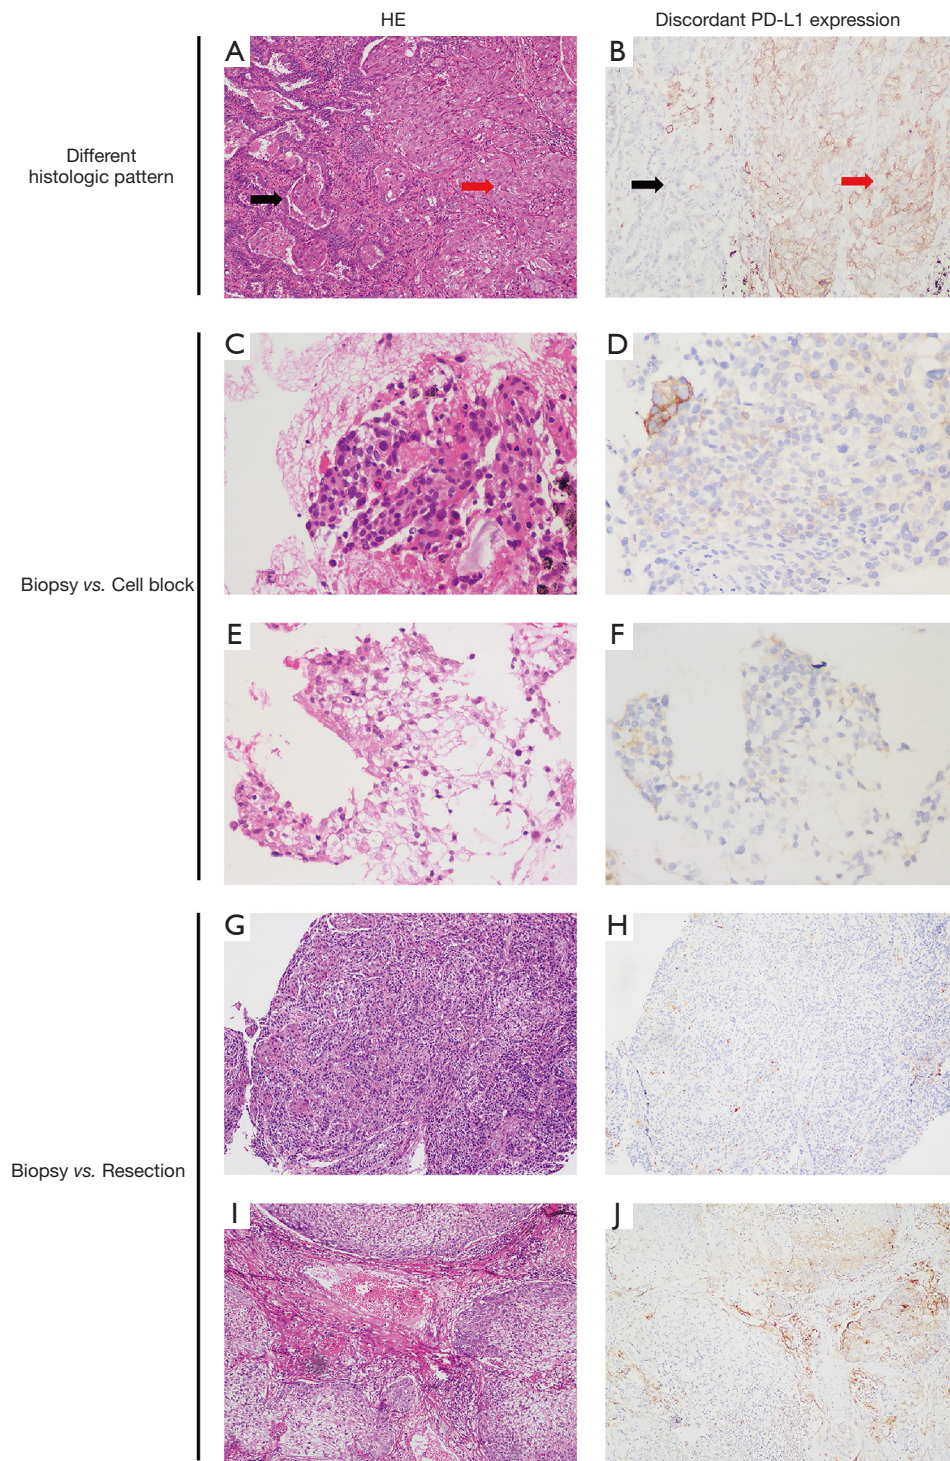 HE
Discordant PD-L1 expression
A
B
Different
histologic pattern
C
D
Biopsy vs. Cell block
E
F
G
H
Biopsy vs. Resection
I
J